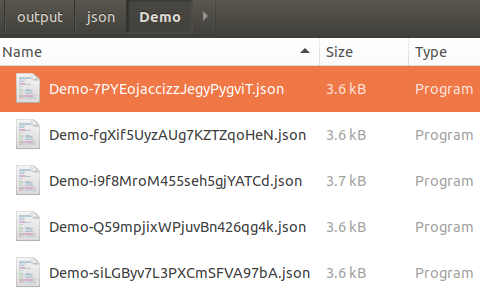 output json Demo
Name Size Type
Demo-7PYEojaccizzJegyPygviT.json 3.6 kB Program
Demo-fgXif5UyzAUg7KZTZqoHeN.json 3.6 kB Program
Demo-i9f8MroM455seh5gjYATCd.json 3.7 kB Program
Demo-Q59mpjixWPjuvBn426qg4k.json 3.6 kB Program
Demo-siLGByv7L3PXCmSFVA97bA.json 3.6 kB Program